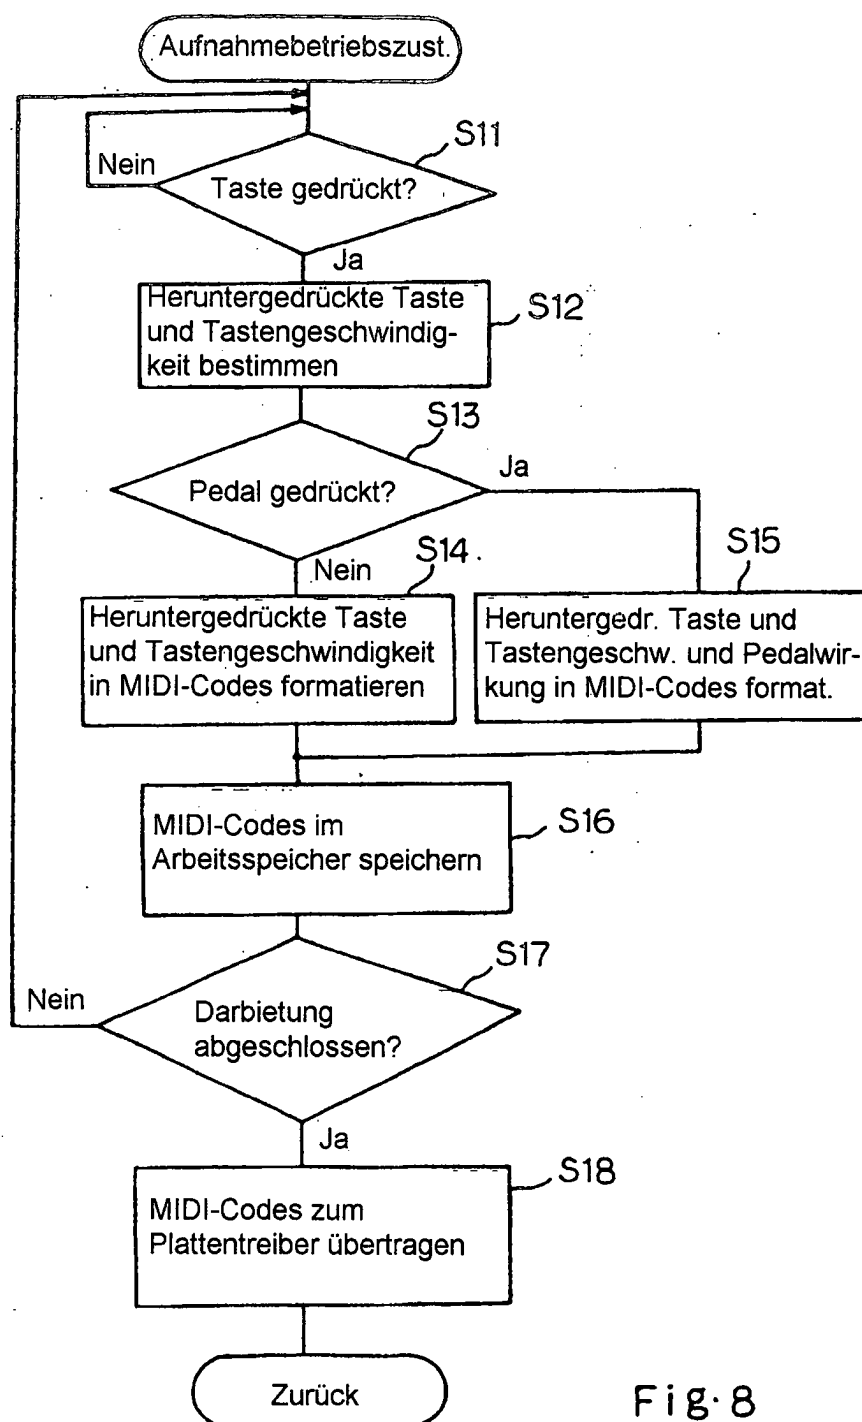 Aufnahmebetriebszust.
S11
Nein
Taste gedrückt?
Ja
Heruntergedrückte Taste
und Tastengeschwindig-
keit bestimmen
S12
S13
Pedal gedrückt?
Ja
Nein
S14
Heruntergedrückte Taste
und Tastengeschwindigkeit
in MIDI-Codes formatieren
S15
Heruntergedr. Taste und
Tastengeschw. und Pedalwir-
kung in MIDI-Codes format.
MIDI-Codes im
Arbeitsspeicher speichern
S16
S17
Nein
Darbietung
abgeschlossen?
Ja
S18
MIDI-Codes zum
Plattentreiber übertragen
Zurück
Fig. 8